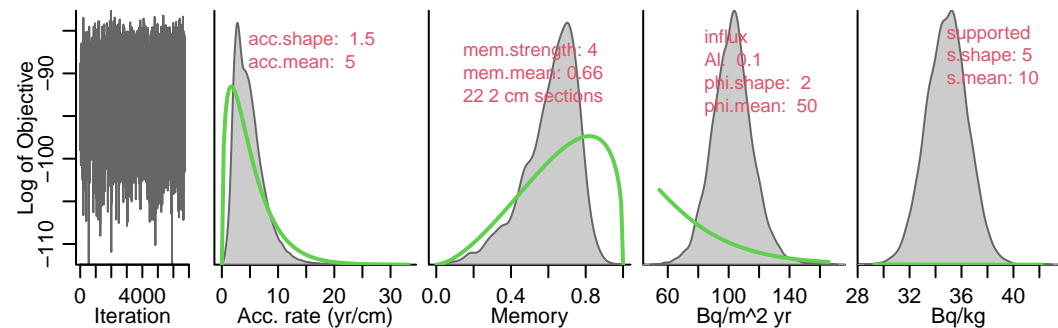 Log of Objective
−110
−100
−90
0
4000
Iteration
acc.shape: 1.5
acc.mean: 5
0
10
20
30
Acc. rate (yr/cm)
mem.strength: 4
mem.mean: 0.66
22 2 cm sections
0.0
0.4
0.8
Memory
influx
Al: 0.1
phi.shape: 2
phi.mean: 50
60
100
140
Bq/m^2 yr
supported
s.shape: 5
s.mean: 10
28
32
36
40
Bq/kg